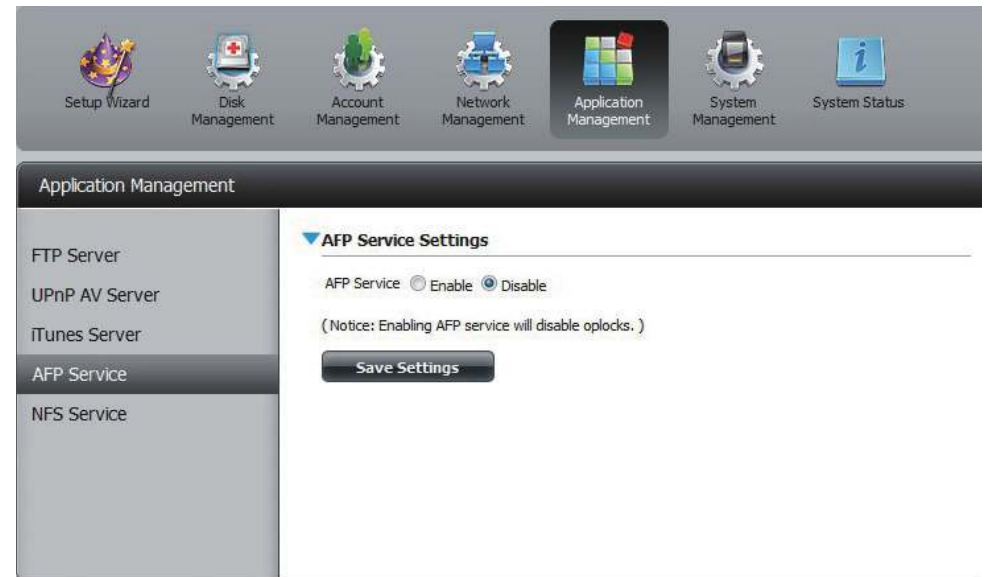 Setup Wizard
Disk
Management
Account
Management
Network
Management
Application
Management
System
Management
System Status
Application Management
FTP Server
UPnP AV Server
iTunes Server
AFP Service
NFS Service
AFP Service Settings
AFP Service Enable Disable
( Notice: Enabling AFP service will disable oplocks. )
Save Settings